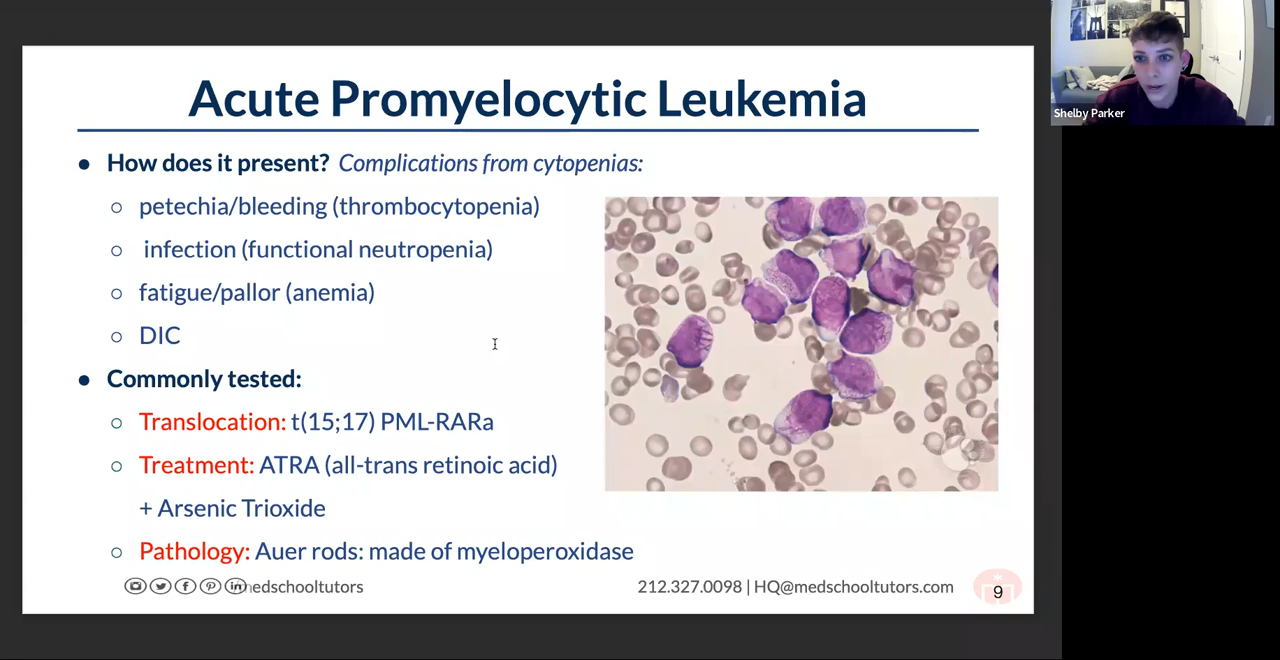 Acute Promyelocytic Leukemia
● How does it present? Complications from cytopenias:
○ petechia/bleeding (thrombocytopenia)
○ infection (functional neutropenia)
○ fatigue/pallor (anemia)
○ DIC
● Commonly tested:
○ Translocation: t(15;17) PML-RARa
○ Treatment: ATRA (all-trans retinoic acid)
+ Arsenic Trioxide
○ Pathology: Auer rods: made of myeloperoxidase
in medschooltutors
212.327.0098 | HQ@medschooltutors.com
9
Shelby Parker